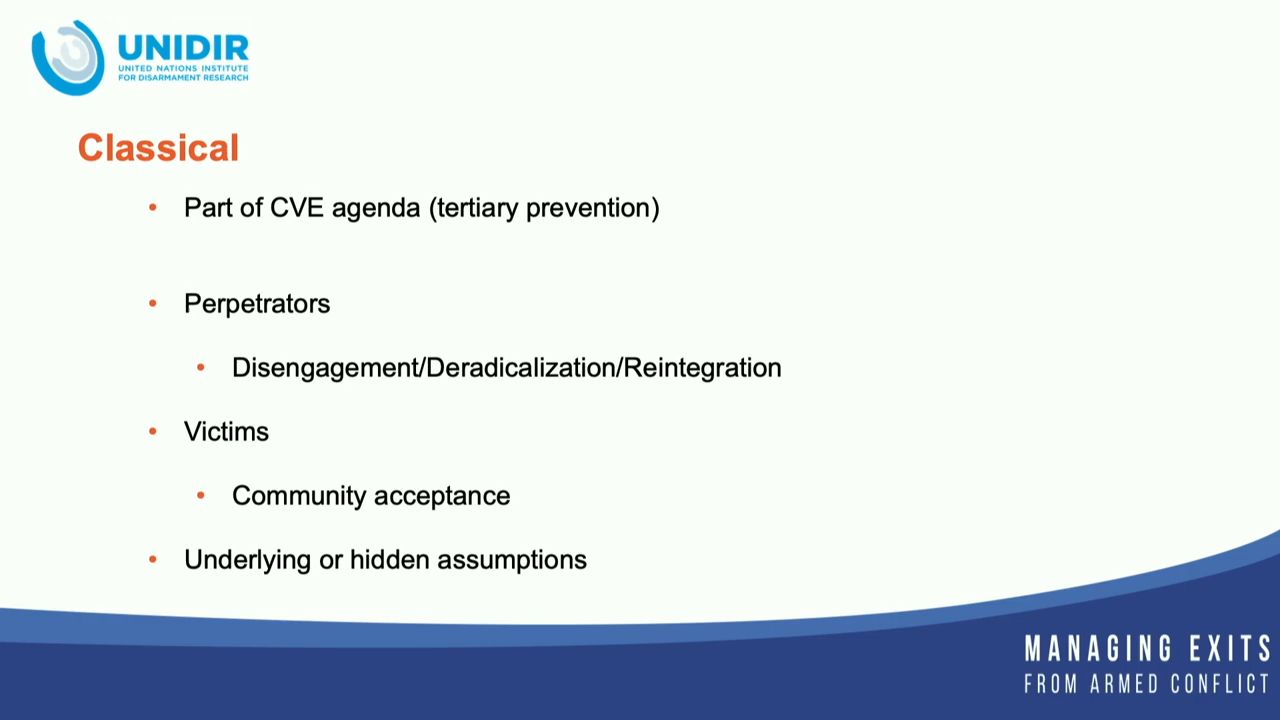 UNIDIR
UNITED NATIONS INSTITUTE
FOR DISARMAMENT RESEARCH
Classical
• Part of CVE agenda (tertiary prevention)
• Perpetrators
• Disengagement/Deradicalization/Reintegration
• Victims
• Community acceptance
• Underlying or hidden assumptions
MANAGING EXITS
FROM ARMED CONFLICT